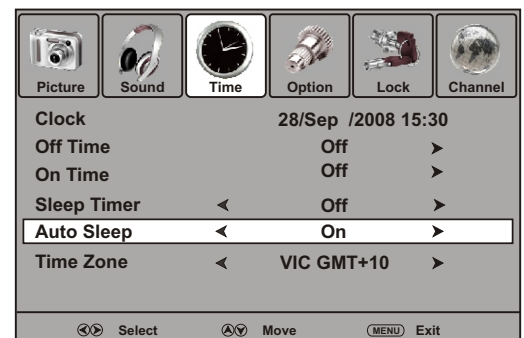 Picture Sound Time Option Lock Channel
Clock 28/Sep /2008 15:30
Off Time Off
On Time Off
Sleep Timer Off
Auto Sleep On
Time Zone VIC GMT+10
Select Move MENU Exit